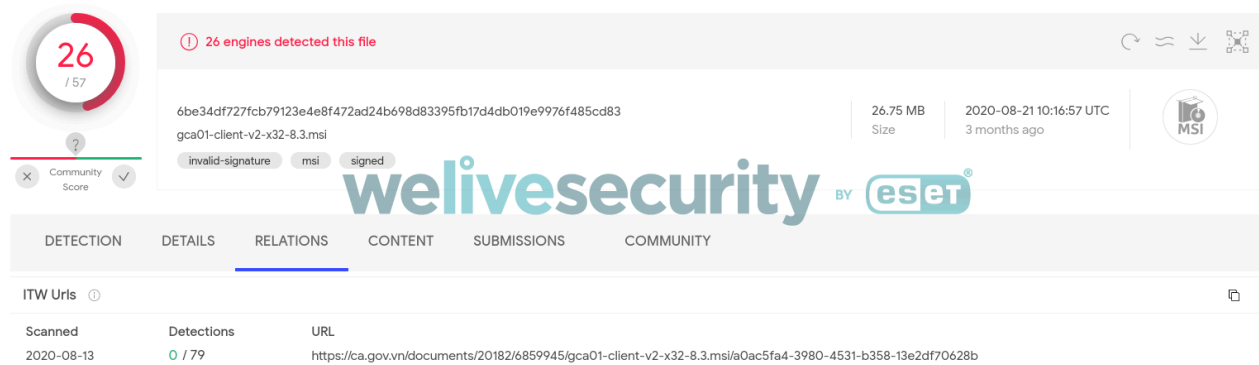 26
/ 57
26 engines detected this file
6be34df727fcb79123e4e8f472ad24b698d83395fb17d4db019e9976f485cd83
gca01-client-v2-x32-8.3.msi
invalid-signature msi signed
26.75 MB
Size
2020-08-21 10:16:57 UTC
3 months ago
MSI
?
Community
Score
welivesecurity BY eset®
DETECTION DETAILS RELATIONS CONTENT SUBMISSIONS COMMUNITY
ITW Urls
Scanned Detections URL
2020-08-13 0 / 79 https://ca.gov.vn/documents/20182/6859945/gca01-client-v2-x32-8.3.msi/a0ac5fa4-3980-4531-b358-13e2df70628b